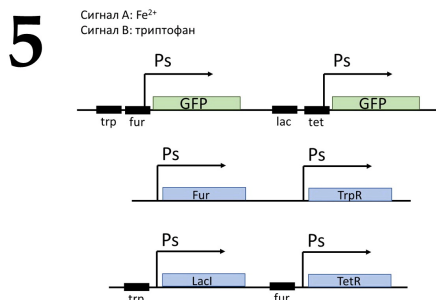 5
Сигнал A: Fe²⁺
Сигнал B: триптофан
Ps Ps
GFP GFP
trp fur lac tet
Ps Ps
Fur TrpR
Ps Ps
LacI TetR
trp fur